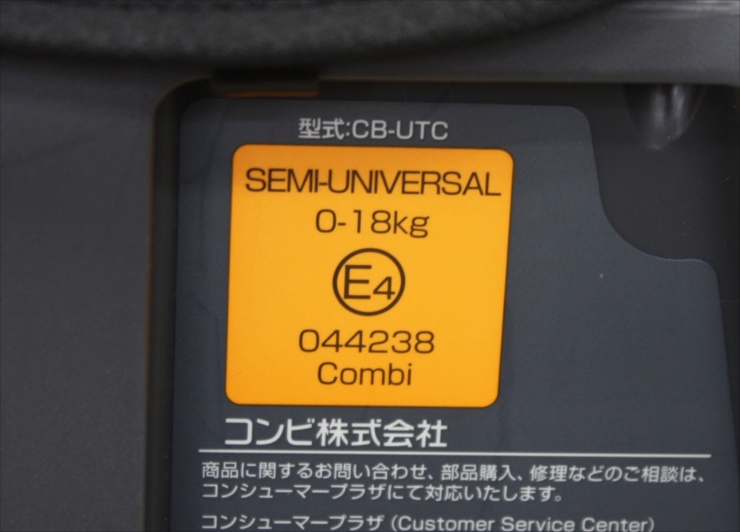 型式:CB-UTC
SEMI-UNIVERSAL
0-18kg
E4
044238
Combi
コンビ株式会社
商品に関するお問い合わせ、部品購入、修理などのご相談は、
コンシューマープラザにて対応いたします。
コンシューマープラザ (Customer Service Center)